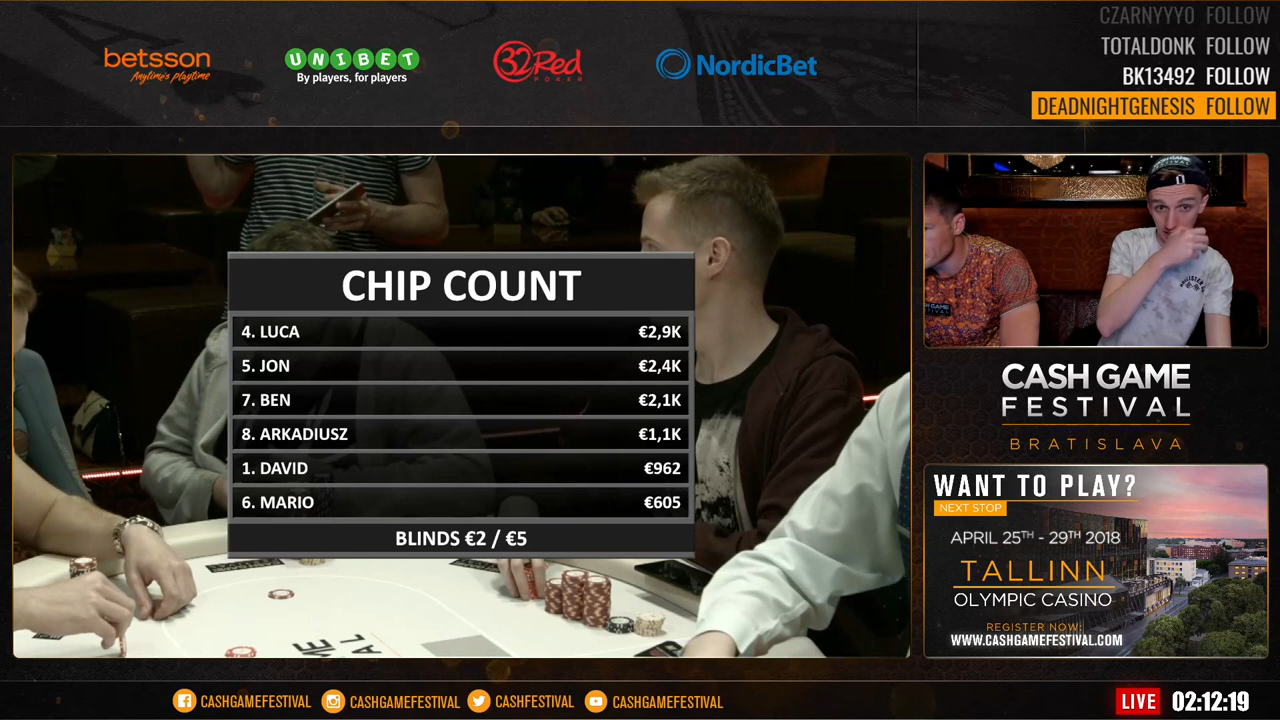 betsson
Anytime's playtime
UNIBET
By players, for players
32Red
POKER
NordicBet
CZARNYYYO FOLLOW
TOTALDONK FOLLOW
BK13492 FOLLOW
DEADNIGHTGENESIS FOLLOW
CHIP COUNT
4. LUCA €2,9K
5. JON €2,4K
7. BEN €2,1K
8. ARKADIUSZ €1,1K
1. DAVID €962
6. MARIO €605
BLINDS €2 / €5
CASH GAME
FESTIVAL
BRATISLAVA
WANT TO PLAY?
NEXT STOP
APRIL 25TH - 29TH 2018
TALLINN
OLYMPIC CASINO
REGISTER NOW:
WWW.CASHGAMEFESTIVAL.COM
CASHGAMEFESTIVAL
CASHGAMEFESTIVAL
CASHFESTIVAL
CASHGAMEFESTIVAL
LIVE 02:12:19